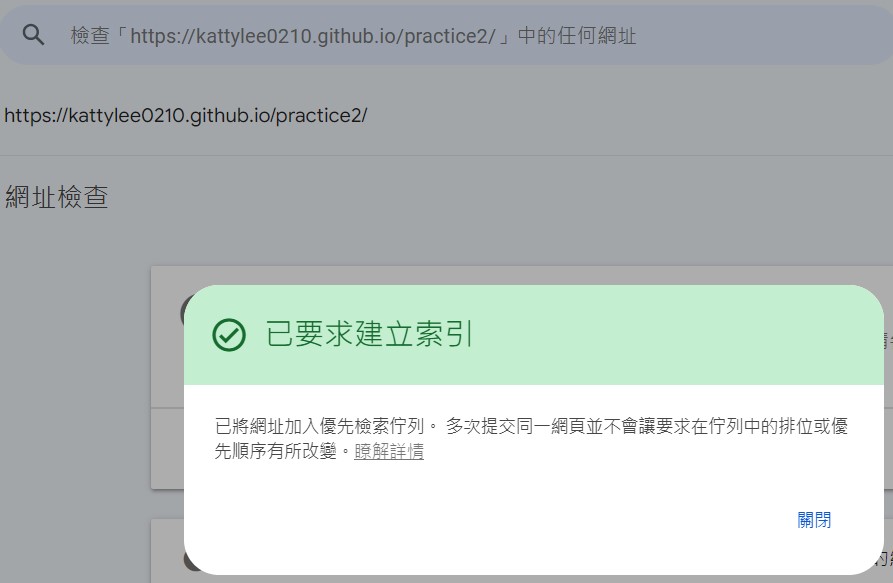 檢查「https://kattylee0210.github.io/practice2/」中的任何網址
https://kattylee0210.github.io/practice2/
網址檢查
已要求建立索引
已將網址加入優先檢索佇列。 多次提交同一網頁並不會讓要求在佇列中的排位或優
先順序有所改變。瞭解詳情
關閉